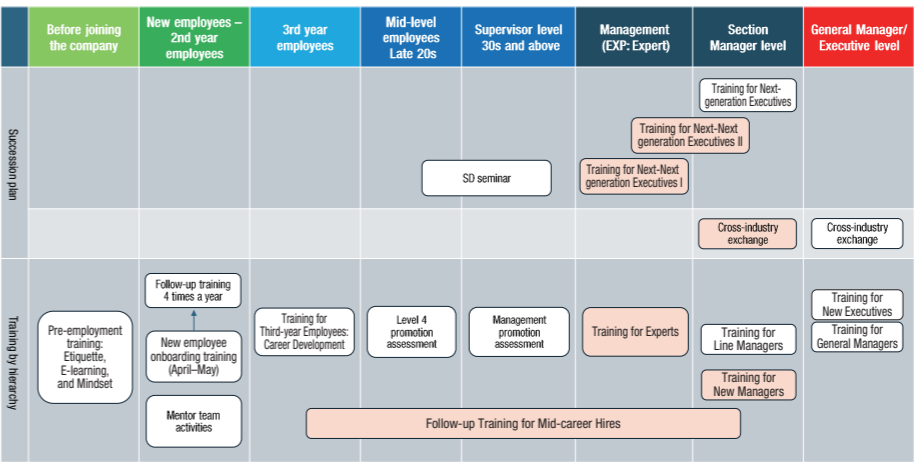 Before joining
the company
New employees –
2nd year
employees
3rd year
employees
Mid-level
employees
Late 20s
Supervisor level
30s and above
Management
(EXP: Expert)
Section
Manager level
General Manager/
Executive level
Succession plan
Training for Next-
generation Executives
Training for Next-Next
generation Executives II
SD seminar
Training for Next-Next
generation Executives I
Cross-industry
exchange
Cross-industry
exchange
Training by hierarchy
Pre-employment
training:
Etiquette,
E-learning,
and Mindset
Follow-up training
4 times a year
New employee
onboarding training
(April–May)
Mentor team
activities
Training for
Third-year Employees:
Career Development
Level 4
promotion
assessment
Management
promotion
assessment
Training for Experts
Training for
Line Managers
Training for
New Managers
Training for
New Executives
Training for
General Managers
Follow-up Training for Mid-career Hires